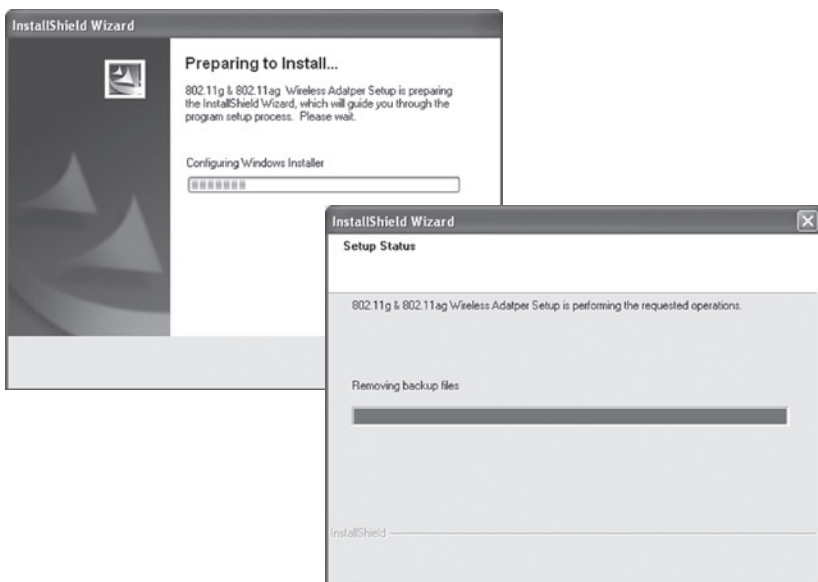 InstallShield Wizard
Preparing to Install...
802.11g & 802.11ag Wireless Adatper Setup is preparing
the InstallShield Wizard, which will guide you through the
program setup process. Please wait.
Configuring Windows Installer
InstallShield Wizard
Setup Status
802.11g & 802.11ag Wireless Adatper Setup is performing the requested operations.
Removing backup files
InstallShield